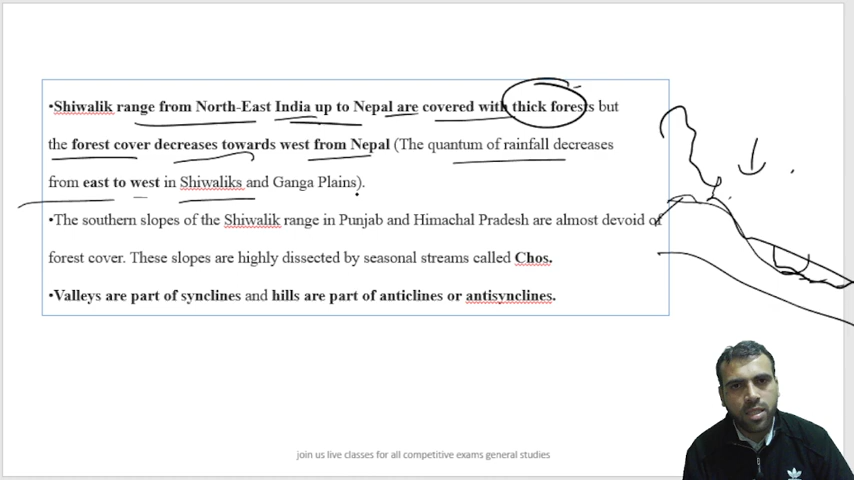 •Shiwalik range from North-East India up to Nepal are covered with thick forests but
the forest cover decreases towards west from Nepal (The quantum of rainfall decreases
from east to west in Shiwaliks and Ganga Plains).
•The southern slopes of the Shiwalik range in Punjab and Himachal Pradesh are almost devoid of
forest cover. These slopes are highly dissected by seasonal streams called Chos.
•Valleys are part of synclines and hills are part of anticlines or antisynclines.
join us live classes for all competitive exams general studies